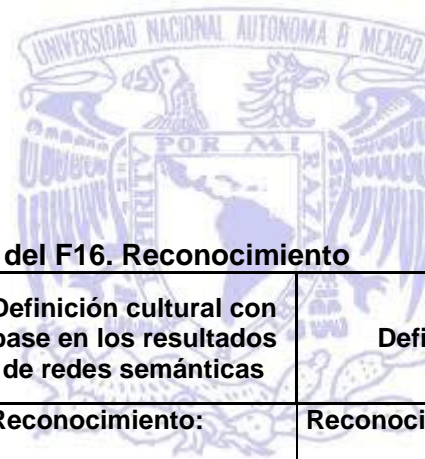 UNIVERSIDAD NACIONAL AUTONOMA
MEXICO
POR MI RAZA
del F16. Reconocimiento
Definición cultural con
base en los resultados
de redes semánticas
Defi
Reconocimiento:
Reconoci